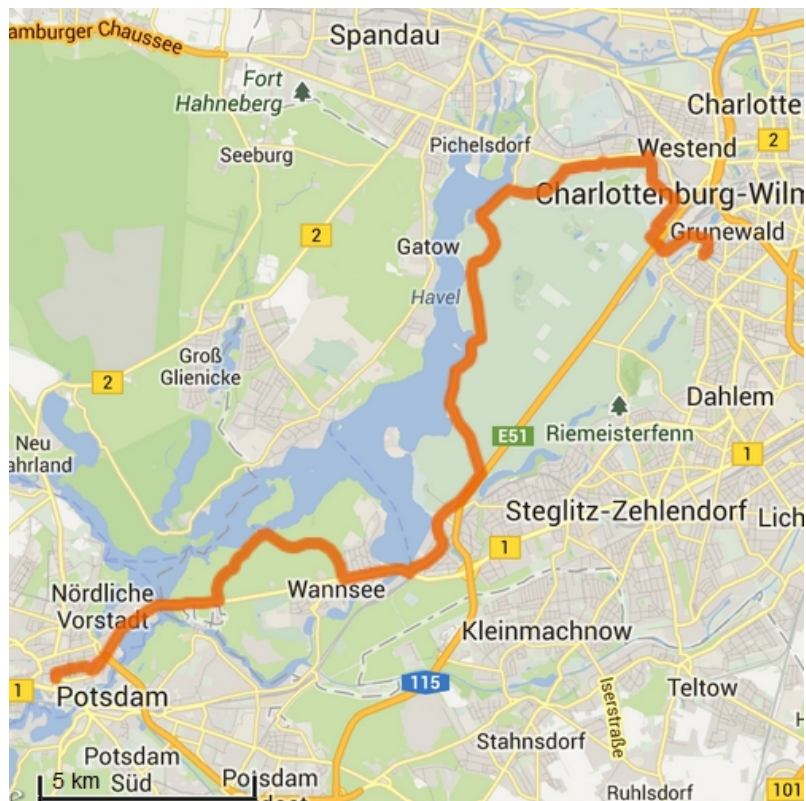 amburger Chaussee
Spandau
Fort
Hahneberg
Charlotte
Seeburg
Pichelsdorf
Westend
2
Charlottenburg-Wilm
2
Grunewald
Gatow
Havel
Groß
Glienicke
2
Dahlem
Neu
ahrland
E51
Riemeisterfenn
1
Steglitz-Zehlendorf
Lich
1
Nördliche
Vorstadt
Wannsee
Kleinmachnow
1
Potsdam
115
Teltow
Iserstraße
Stahnsdorf
Potsdam
Süd
5 km
Potsdam
H
Ruhlsdorf
101